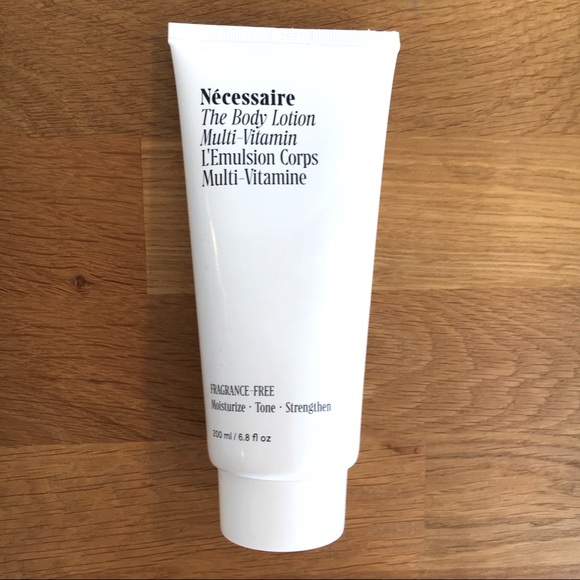 Nécessaire
The Body Lotion
Multi-Vitamin
L'Emulsion Corps
Multi-Vitamine
FRAGRANCE-FREE
Moisturize · Tone · Strengthen
200 ml / 6.8 fl oz